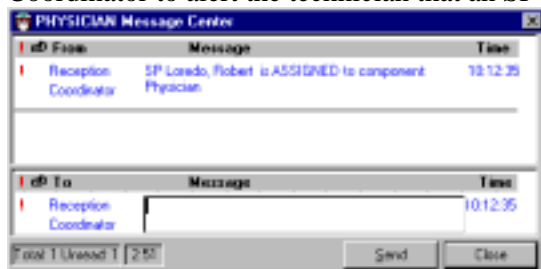 Coordinator to alert the technician that an SP
PHYSICIAN Message Center
! From Message Time
! Reception SP Loredo, Robert is ASSIGNED to component 10:12:35
Coordinator Physician
! To Message Time
! Reception 10:12:35
Coordinator
Total 1 Unread 1 2:51 Send Close